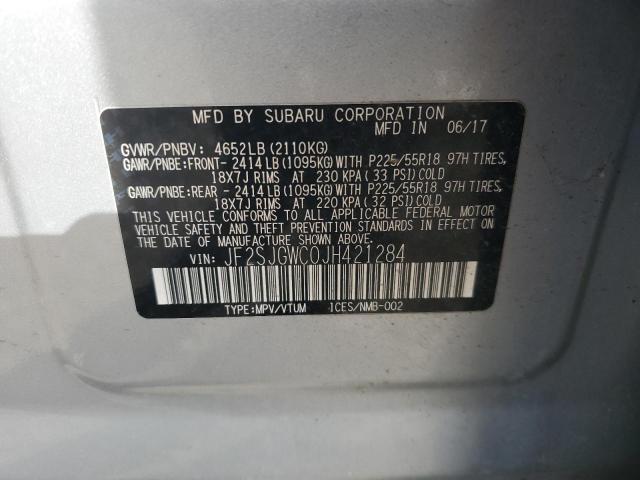 MFD BY SUBARU CORPORATION
MFD IN 06/17
GVWR/PNBV: 4652LB (2110KG)
GAWR/PNBE:FRONT- 2414LB (1095KG) WITH P225/55R18 97H TIRES,
18X7J RIMS AT 230 KPA (33 PSI) COLD
GAWR/PNBE:REAR - 2414LB (1095KG) WITH P225/55R18 97H TIRES,
18X7J RIMS AT 220 KPA (32 PSI) COLD
THIS VEHICLE CONFORMS TO ALL APPLICABLE FEDERAL MOTOR
VEHICLE SAFETY, BUMPER, AND THEFT PREVENTION STANDARDS IN EFFECT
ON THE DATE OF MANUFACTURE SHOWN ABOVE.
VIN: JF2SJGWC0JH421284
TYPE:MPV/VTUM ICES/NMB-002